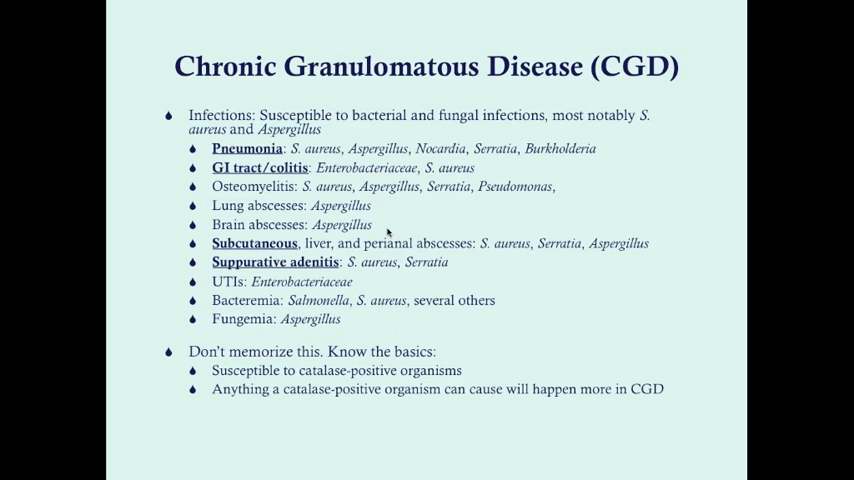 Chronic Granulomatous Disease (CGD)
Infections: Susceptible to bacterial and fungal infections, most notably S.
aureus and Aspergillus
Pneumonia: S. aureus, Aspergillus, Nocardia, Serratia, Burkholderia
GI tract/colitis: Enterobacteriaceae, S. aureus
Osteomyelitis: S. aureus, Aspergillus, Serratia, Pseudomonas,
Lung abscesses: Aspergillus
Brain abscesses: Aspergillus
Subcutaneous, liver, and perianal abscesses: S. aureus, Serratia, Aspergillus
Suppurative adenitis: S. aureus, Serratia
UTIs: Enterobacteriaceae
Bacteremia: Salmonella, S. aureus, several others
Fungemia: Aspergillus
Don't memorize this. Know the basics:
Susceptible to catalase-positive organisms
Anything a catalase-positive organism can cause will happen more in CGD